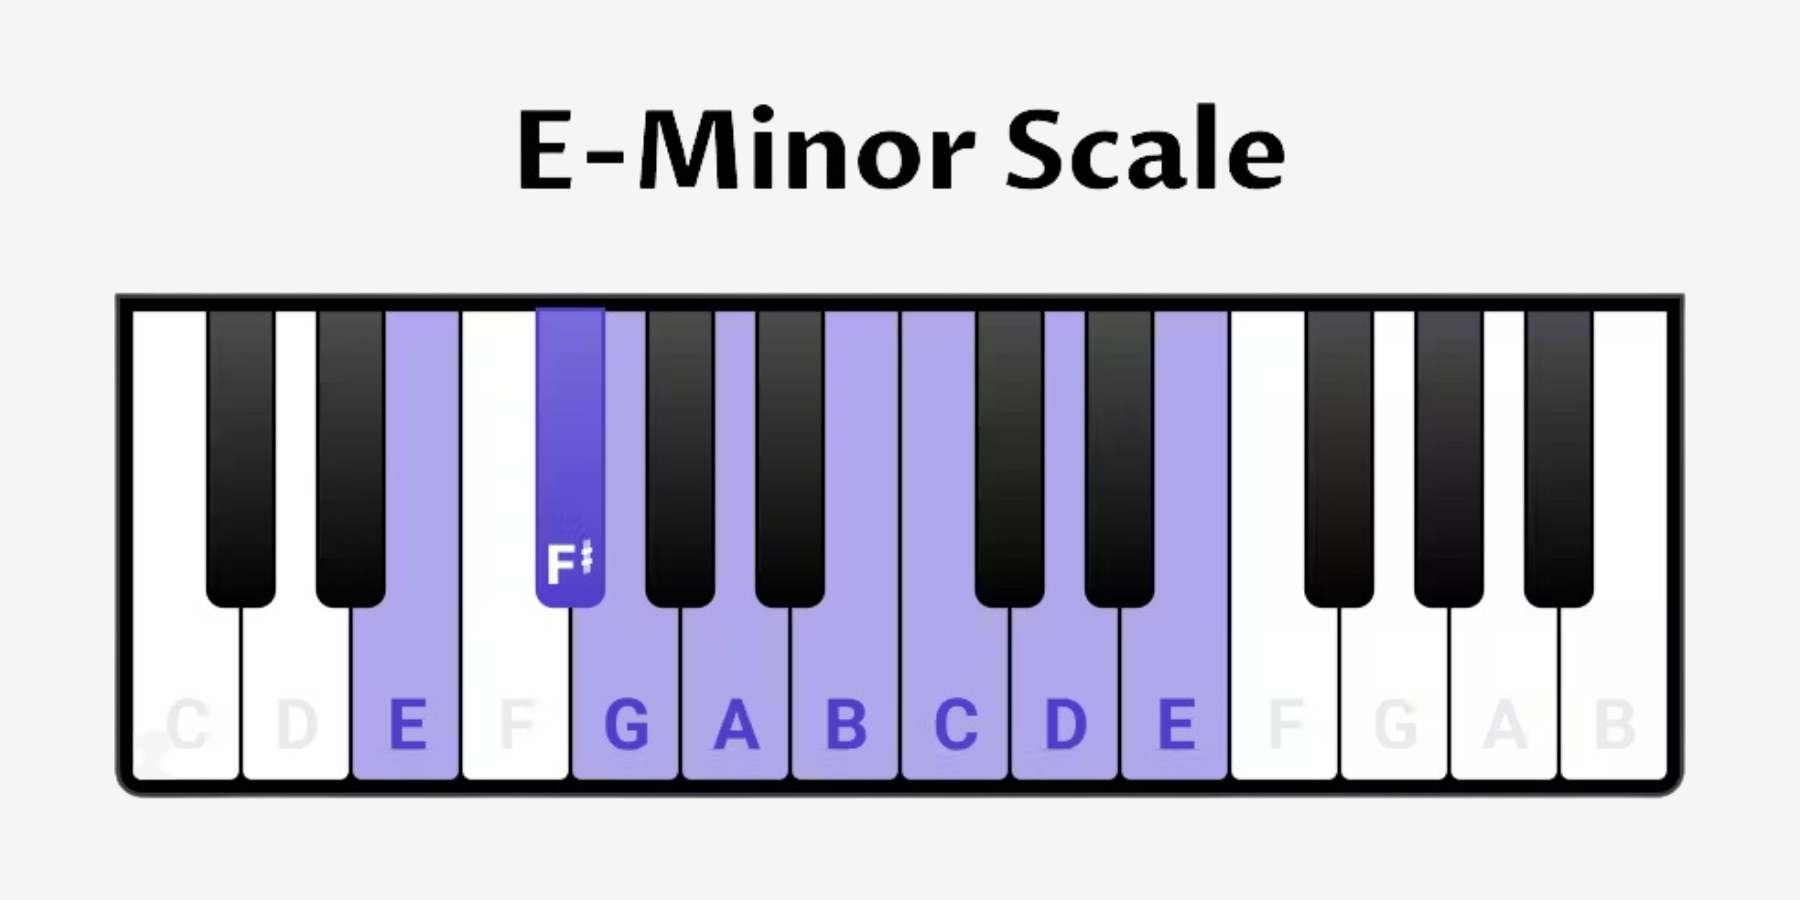 E-Minor Scale
F♯
C D E F G A B C D E F G A B